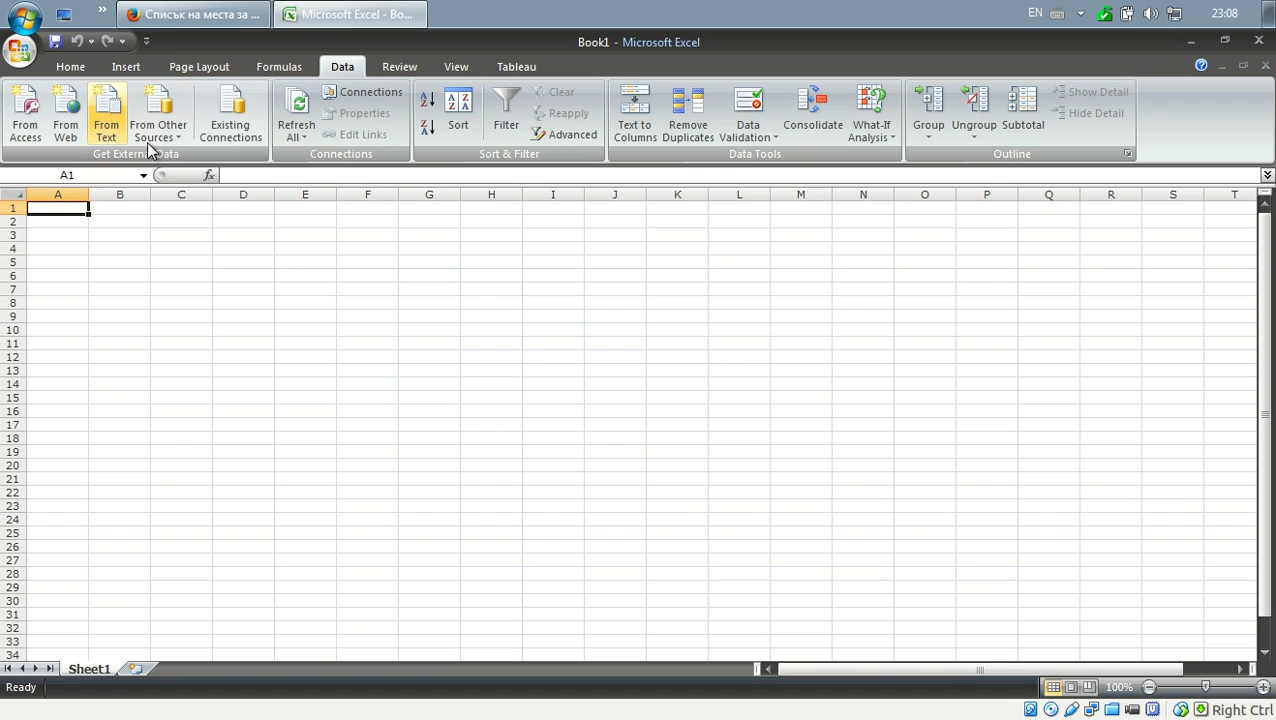 Списък на места за ...
Microsoft Excel - Bo...
EN
23:08
Book1 - Microsoft Excel
Home Insert Page Layout Formulas Data Review View Tableau
From Access
From Web
From Text
From Other Sources
Existing Connections
Get External Data
Refresh All
Connections
Properties
Edit Links
Connections
A Z
Z A
Sort
Filter
Clear
Reapply
Advanced
Sort & Filter
Text to Columns
Remove Duplicates
Data Validation
Consolidate
What-If Analysis
Data Tools
Group
Ungroup
Subtotal
Show Detail
Hide Detail
Outline
A1
fx
A B C D E F G H I J K L M N O P Q R S T
1
2
3
4
5
6
7
8
9
10
11
12
13
14
15
16
17
18
19
20
21
22
23
24
25
26
27
28
29
30
31
32
33
34
Sheet1
Ready
100%
Right Ctrl